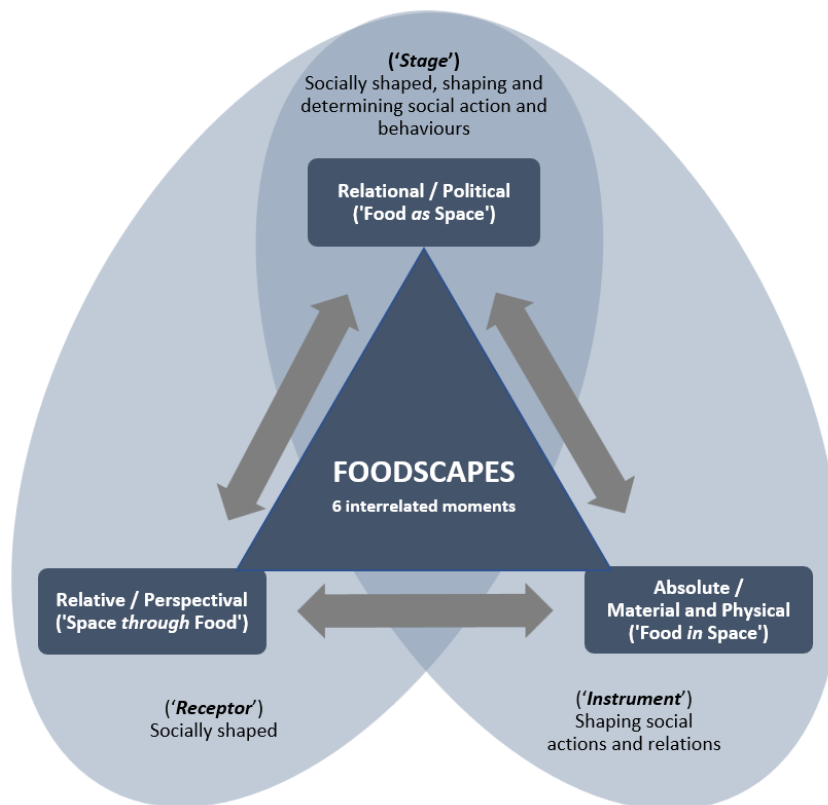 ('Stage')
Socially shaped, shaping and
determining social action and
behaviours
Relational / Political
('Food as Space')
FOODSCAPES
6 interrelated moments
Relative / Perspectival
('Space through Food')
Absolute /
Material and Physical
('Food in Space')
('Receptor')
Socially shaped
('Instrument')
Shaping social
actions and relations